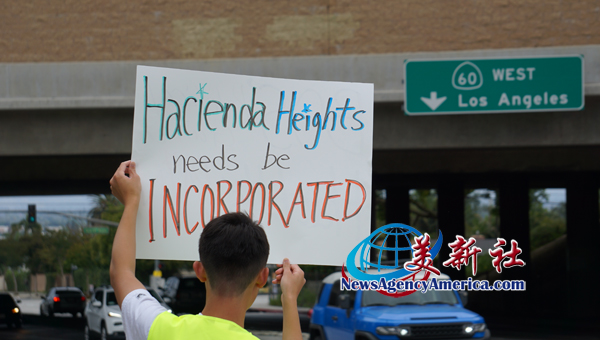 Hacienda Heights
needs be
INCORPORATED
60 WEST
Los Angeles
美新社
NewsAgencyAmerica.com